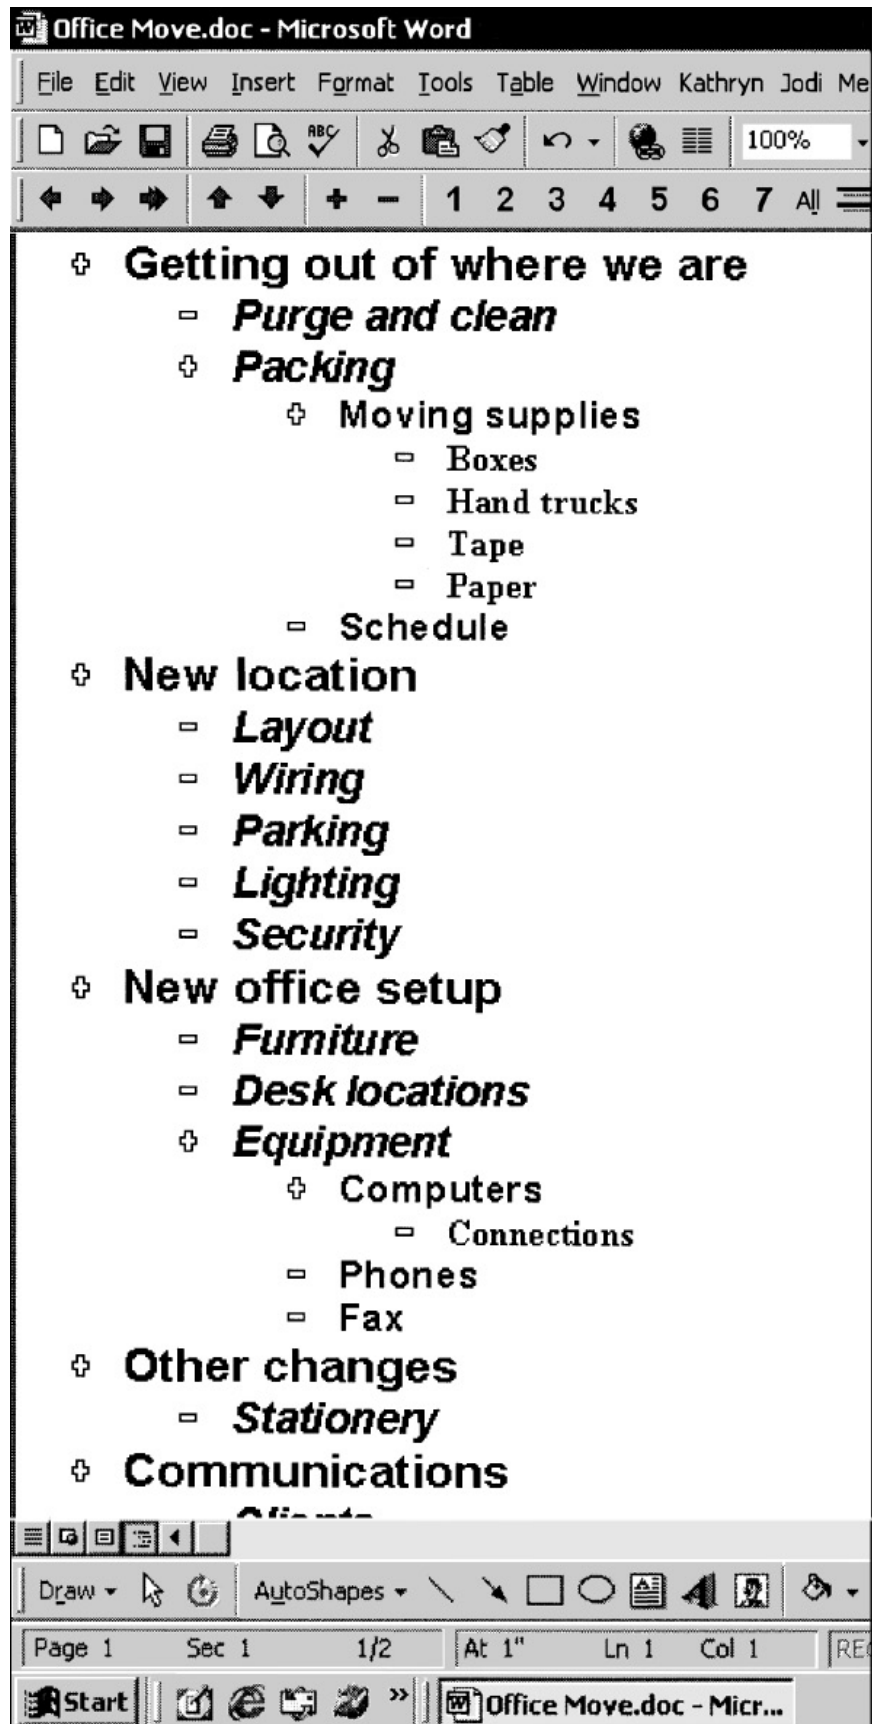 Office Move.doc - Microsoft Word
File Edit View Insert Format Tools Table Window Kathryn Jodi Me
ABC 100%
1 2 3 4 5 6 7 All
Getting out of where we are
Purge and clean
Packing
Moving supplies
Boxes
Hand trucks
Tape
Paper
Schedule
New location
Layout
Wiring
Parking
Lighting
Security
New office setup
Furniture
Desk locations
Equipment
Computers
Connections
Phones
Fax
Other changes
Stationery
Communications
Draw AutoShapes
Page 1 Sec 1 1/2 At 1" Ln 1 Col 1 REC
Start » Office Move.doc - Micr...